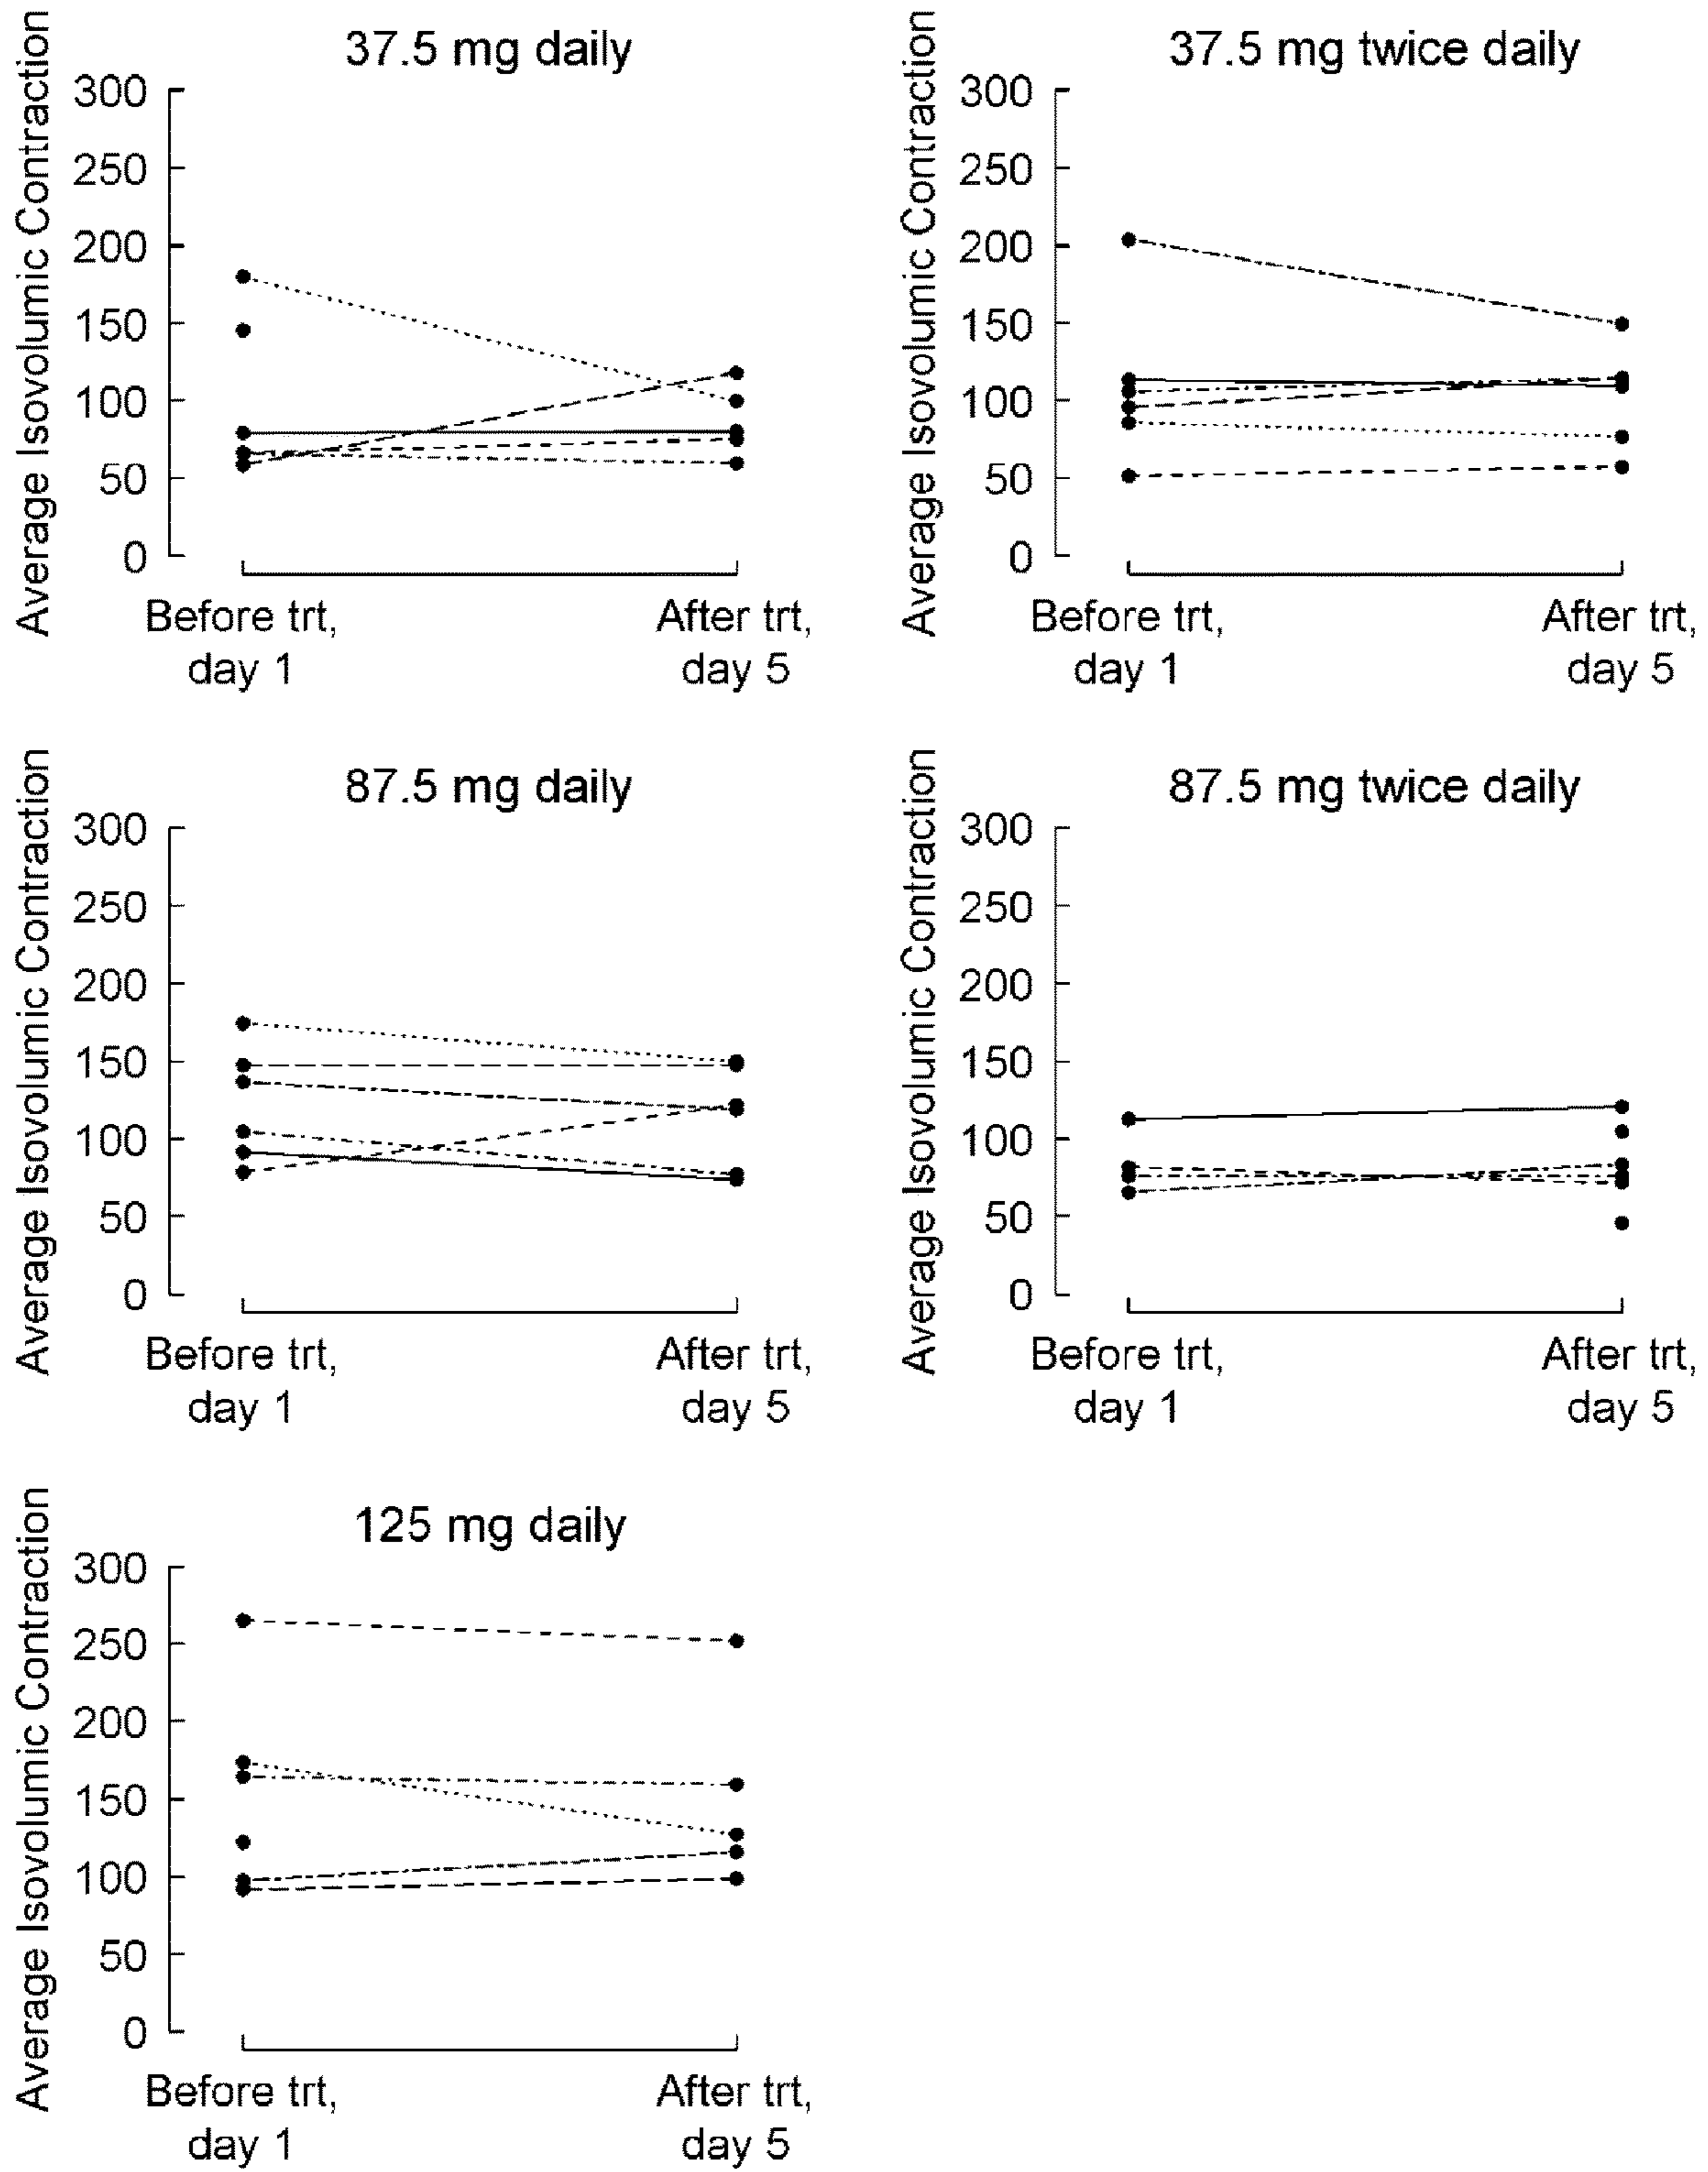 37.5 mg daily
Average Isovolumic Contraction
300
250
200
150
100
50
0
Before trt,
day 1
After trt,
day 5
37.5 mg twice daily
Average Isovolumic Contraction
300
250
200
150
100
50
0
Before trt,
day 1
After trt,
day 5
87.5 mg daily
Average Isovolumic Contraction
300
250
200
150
100
50
0
Before trt,
day 1
After trt,
day 5
87.5 mg twice daily
Average Isovolumic Contraction
300
250
200
150
100
50
0
Before trt,
day 1
After trt,
day 5
125 mg daily
Average Isovolumic Contraction
300
250
200
150
100
50
0
Before trt,
day 1
After trt,
day 5